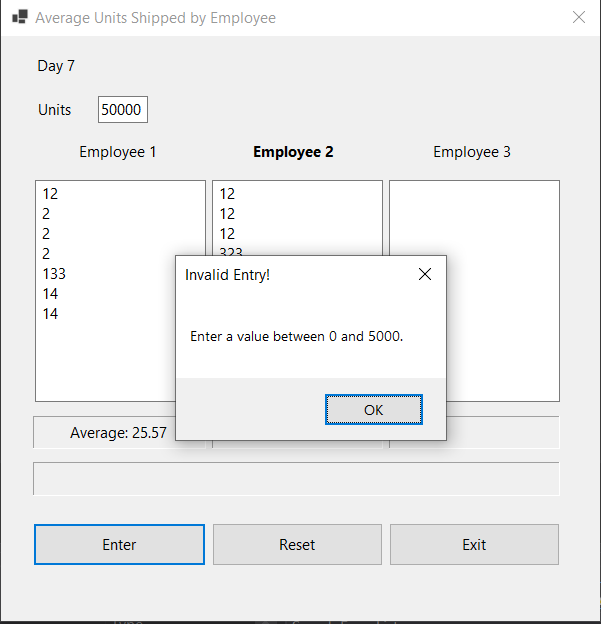 Average Units Shipped by Employee
Day 7
Units 50000
Employee 1 Employee 2 Employee 3
12 12
2 12
2 12
2 323
133
14
14
Invalid Entry!
Enter a value between 0 and 5000.
OK
Average: 25.57
Enter Reset Exit